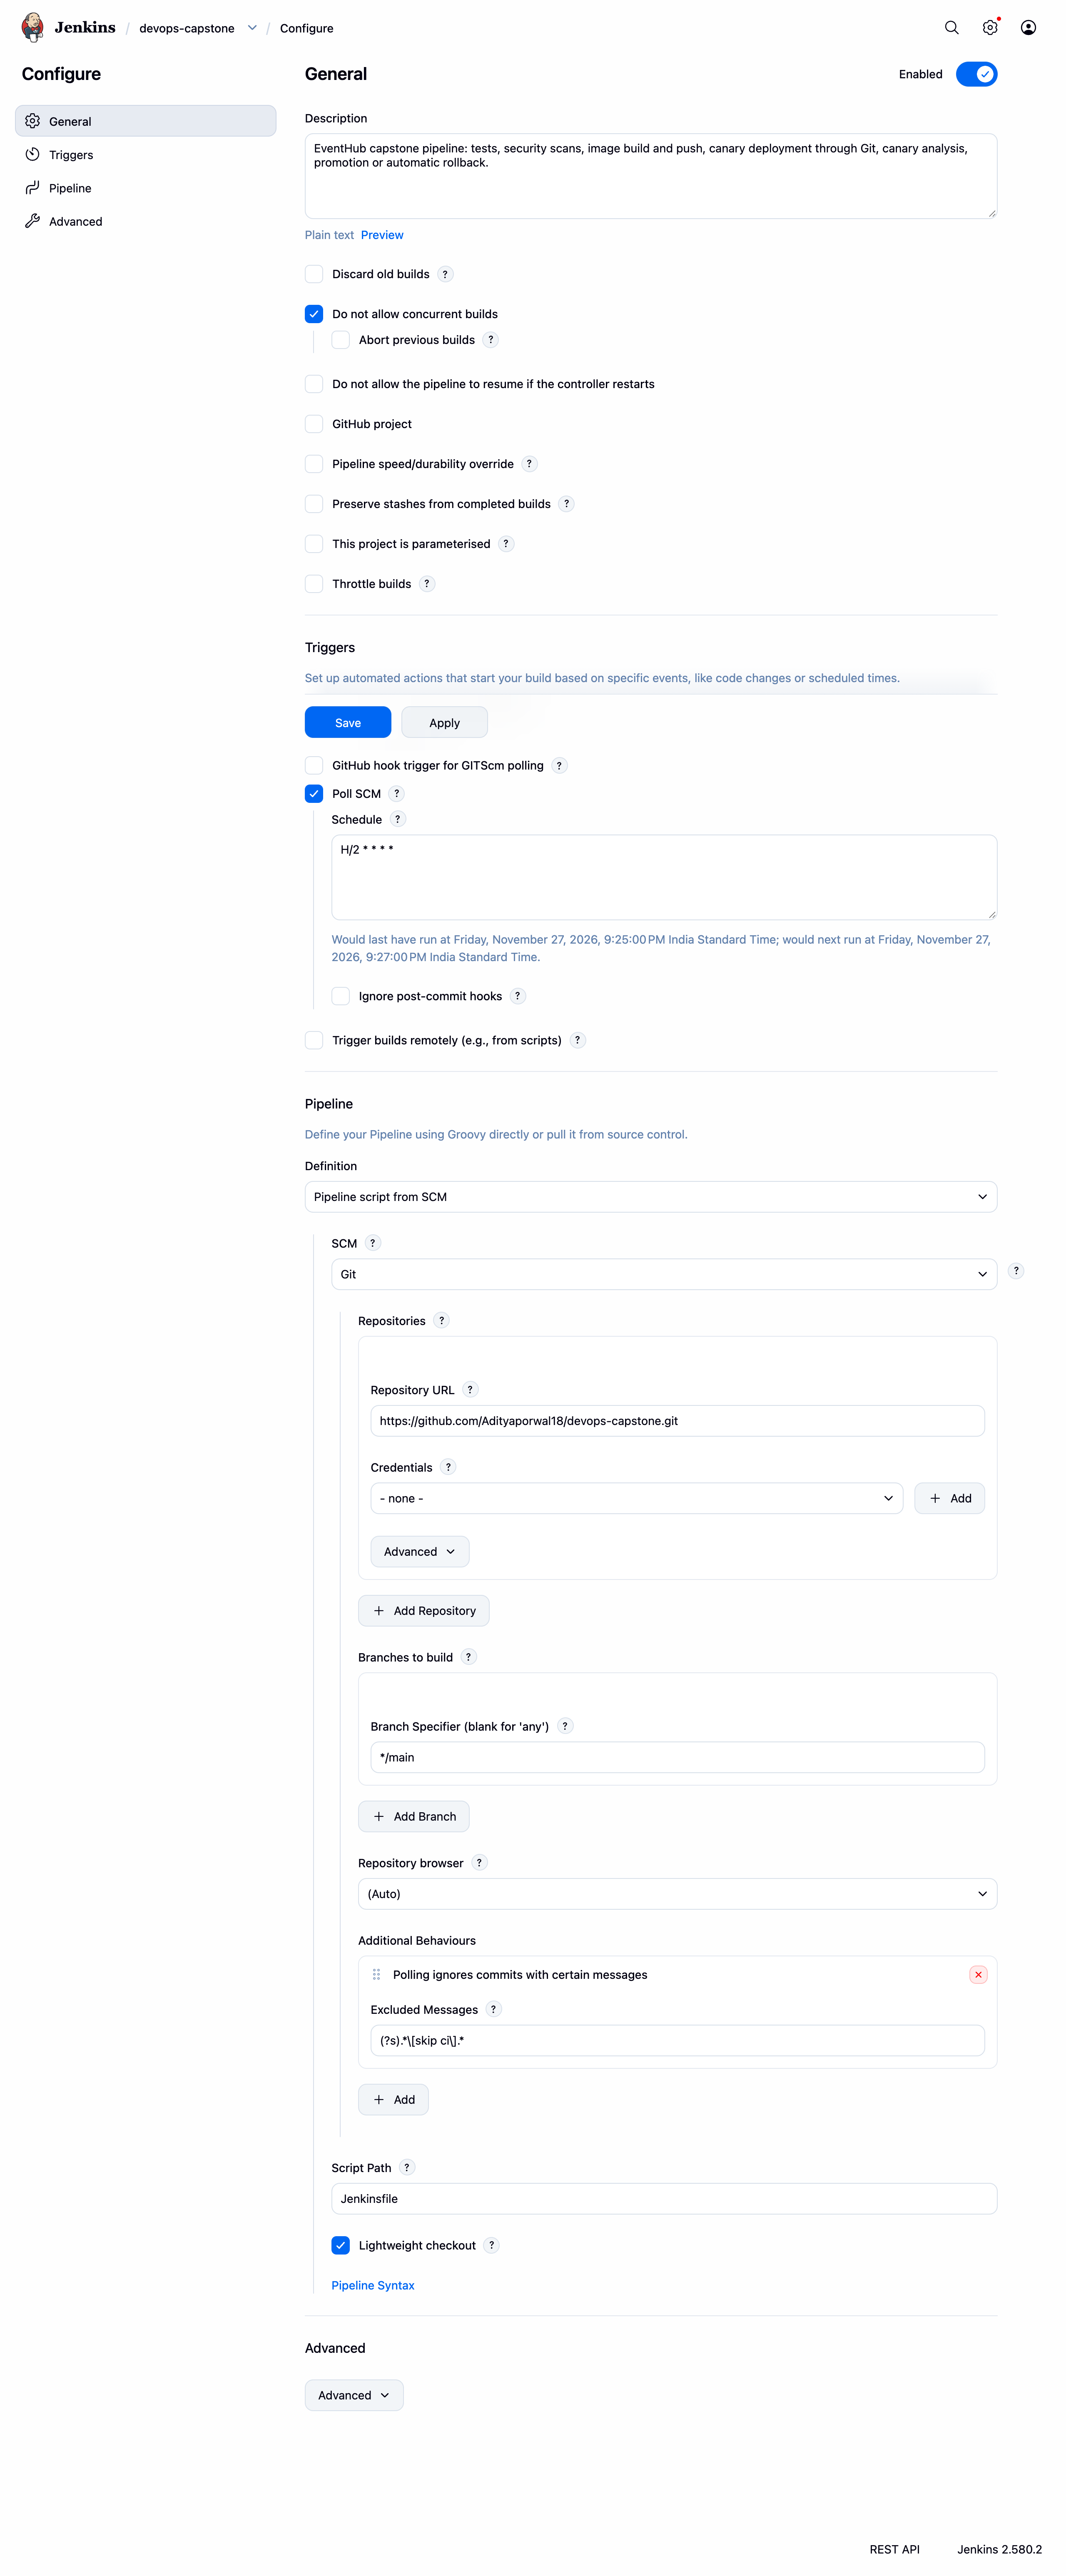 Jenkins / devops-capstone / Configure
Configure
General
Triggers
Pipeline
Advanced
General
Enabled
Description
EventHub capstone pipeline: tests, security scans, image build and push, canary deployment through Git, canary analysis,
promotion or automatic rollback.
Plain text Preview
Discard old builds ?
Do not allow concurrent builds
Abort previous builds ?
Do not allow the pipeline to resume if the controller restarts
GitHub project
Pipeline speed/durability override ?
Preserve stashes from completed builds ?
This project is parameterised ?
Throttle builds ?
Triggers
Set up automated actions that start your build based on specific events, like code changes or scheduled times.
Save Apply
GitHub hook trigger for GITScm polling ?
Poll SCM ?
Schedule ?
H/2 * * * *
Would last have run at Friday, November 27, 2026, 9:25:00 PM India Standard Time; would next run at Friday, November 27,
2026, 9:27:00 PM India Standard Time.
Ignore post-commit hooks ?
Trigger builds remotely (e.g., from scripts) ?
Pipeline
Define your Pipeline using Groovy directly or pull it from source control.
Definition
Pipeline script from SCM
SCM ?
Git
?
Repositories ?
Repository URL ?
https://github.com/Adityaporwal18/devops-capstone.git
Credentials ?
- none -
+ Add
Advanced
+ Add Repository
Branches to build ?
Branch Specifier (blank for 'any') ?
*/main
+ Add Branch
Repository browser ?
(Auto)
Additional Behaviours
Polling ignores commits with certain messages
Excluded Messages ?
(?s).*\[skip ci\].*
+ Add
Script Path ?
Jenkinsfile
Lightweight checkout ?
Pipeline Syntax
Advanced
Advanced
REST API Jenkins 2.580.2